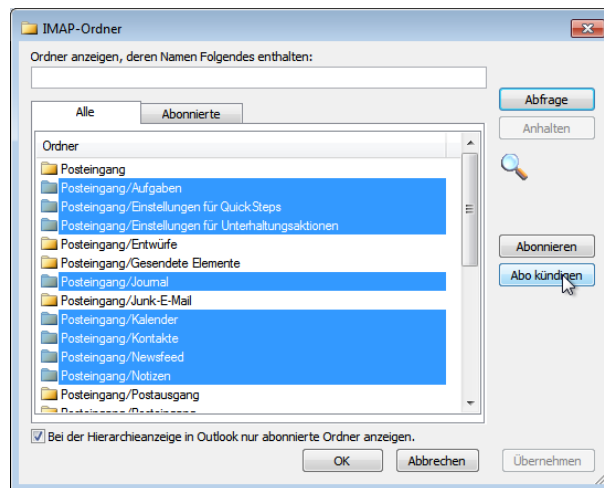 IMAP-Ordner
Ordner anzeigen, deren Namen Folgendes enthalten:
Abfrage
Alle
Abonnierte
Anhalten
Ordner
Posteingang
Posteingang/Aufgaben
Posteingang/Einstellungen für QuickSteps
Posteingang/Einstellungen für Unterhaltungsaktionen
Posteingang/Entwürfe
Abonnieren
Posteingang/Gesendete Elemente
Posteingang/Journal
Abo kündigen
Posteingang/Junk-E-Mail
Posteingang/Kalender
Posteingang/Kontakte
Posteingang/Newsfeed
Posteingang/Notizen
Posteingang/Postausgang
Bei der Hierarchieanzeige in Outlook nur abonnierte Ordner anzeigen.
OK
Abbrechen
Übernehmen